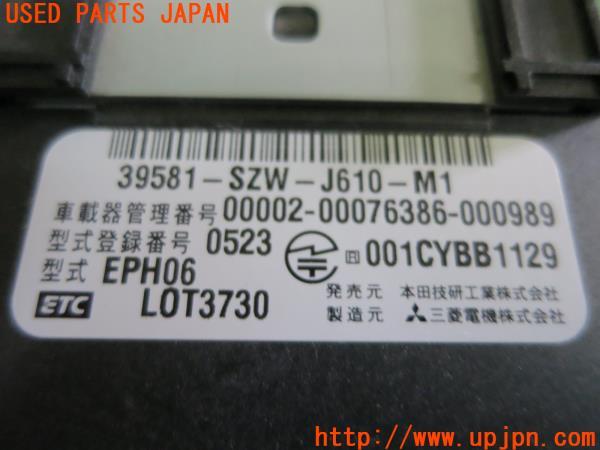 USED PARTS JAPAN
39581-SZW-J610-M1
車載器管理番号 00002-00076386-000989
型式登録番号 0523
回 001CYBB1129
型式 EPH06
ETC LOT3730
発売元 本田技研工業株式会社
製造元 三菱電機株式会社
UPJ
http://www.upjpn.com